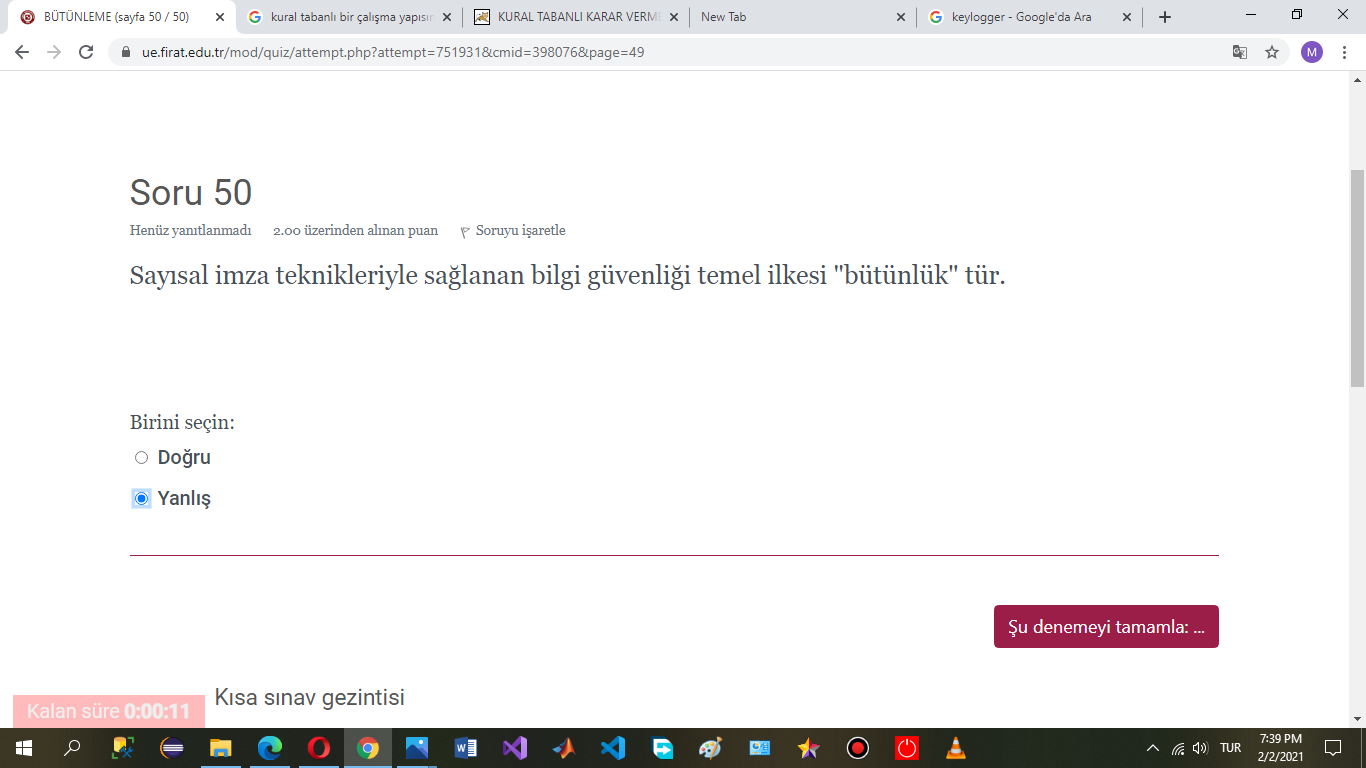 BÜTÜNLEME (sayfa 50 / 50)
kural tabanlı bir çalışma yapısın
KURAL TABANLI KARAR VERME
New Tab
keylogger - Google'da Ara
ue.firat.edu.tr/mod/quiz/attempt.php?attempt=751931&cmid=398076&page=49
M
Soru 50
Henüz yanıtlanmadı 2.00 üzerinden alınan puan Soruyu işaretle
Sayısal imza teknikleriyle sağlanan bilgi güvenliği temel ilkesi "bütünlük" tür.
Birini seçin:
Doğru
Yanlış
Şu denemeyi tamamla: ...
Kısa sınav gezintisi
Kalan süre 0:00:11
TUR
7:39 PM
2/2/2021